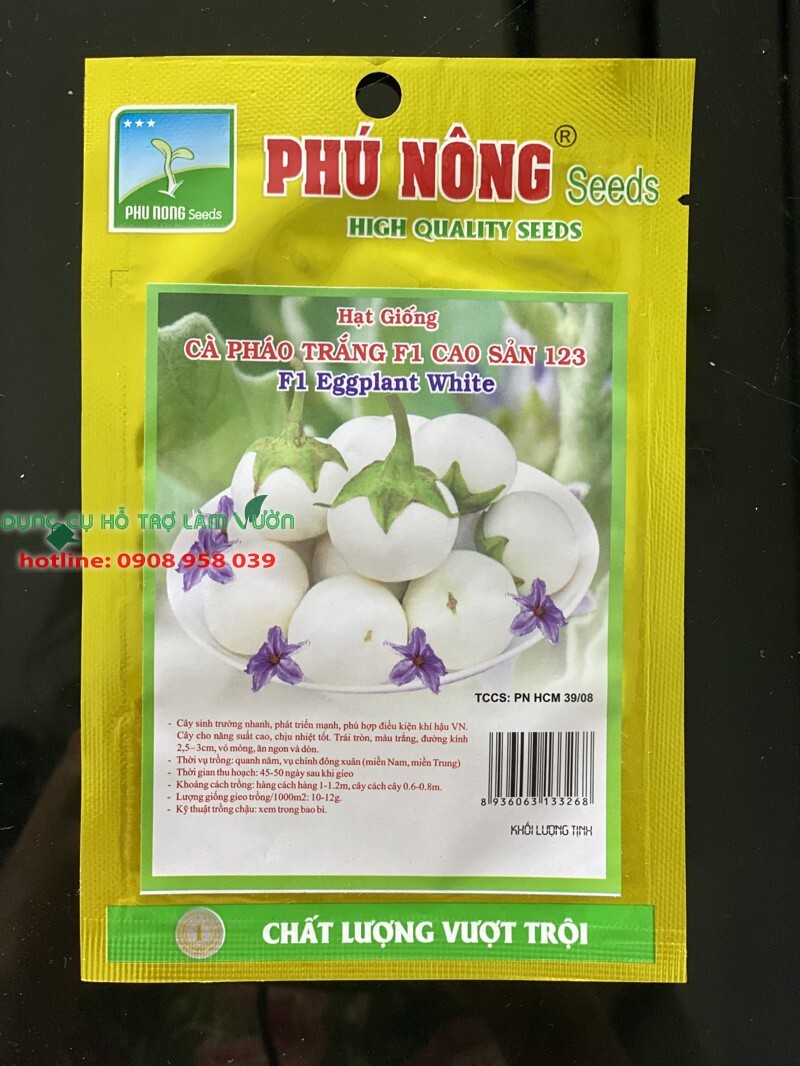 PHU NONG Seeds
PHÚ NÔNG® Seeds
HIGH QUALITY SEEDS
Hạt Giống
CÀ PHÁO TRẮNG F1 CAO SẢN 123
F1 Eggplant White
DỤNG CỤ HỖ TRỢ LÀM VƯỜN
hotline: 0908 958 039
TCCS: PN HCM 39/08
- Cây sinh trưởng nhanh, phát triển mạnh, phù hợp điều kiện khí hậu VN.
Cây cho năng suất cao, chịu nhiệt tốt. Trái tròn, màu trắng, đường kính
2,5–3cm, vỏ mỏng, ăn ngon và dòn.
- Thời vụ trồng: quanh năm, vụ chính đông xuân (miền Nam, miền Trung)
- Thời gian thu hoạch: 45-50 ngày sau khi gieo
- Khoảng cách trồng: hàng cách hàng 1-1.2m, cây cách cây 0.6-0.8m.
- Lượng giống gieo trồng/1000m2: 10-12g.
- Kỹ thuật trồng chậu: xem trong bao bì.
8 936063 133268
KHỐI LƯỢNG TỊNH
1
CHẤT LƯỢNG VƯỢT TRỘI